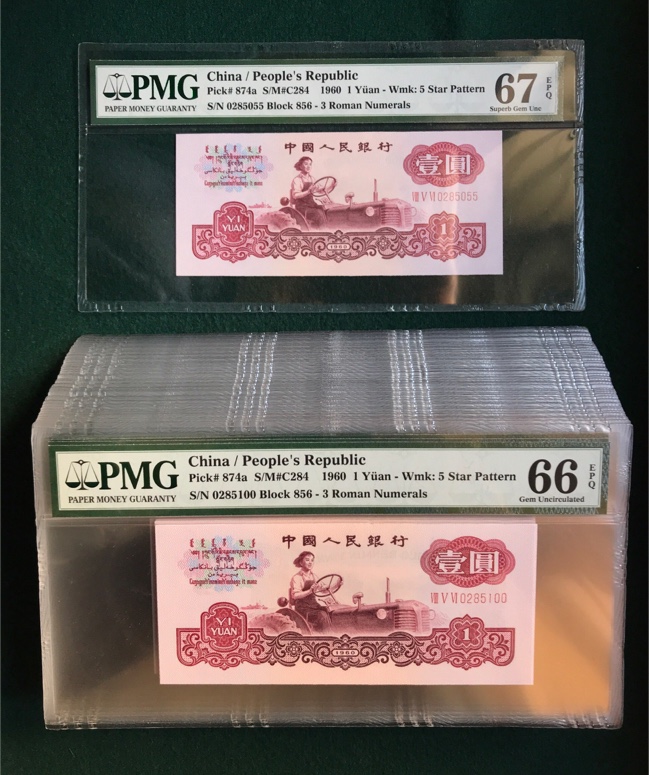 PMG
PAPER MONEY GUARANTY
China / People's Republic
Pick# 874a S/M#C284 1960 1 Yüan - Wmk: 5 Star Pattern
S/N 0285055 Block 856 - 3 Roman Numerals
67
EPQ
Superb Gem Unc
中國人民銀行
壹圓
VIII V VI 0285055
YI
YUAN
1960
1
PMG
PAPER MONEY GUARANTY
China / People's Republic
Pick# 874a S/M#C284 1960 1 Yüan - Wmk: 5 Star Pattern
S/N 0285100 Block 856 - 3 Roman Numerals
66
EPQ
Gem Uncirculated
中國人民銀行
壹圓
VIII V VI 0285100
YI
YUAN
1960
1